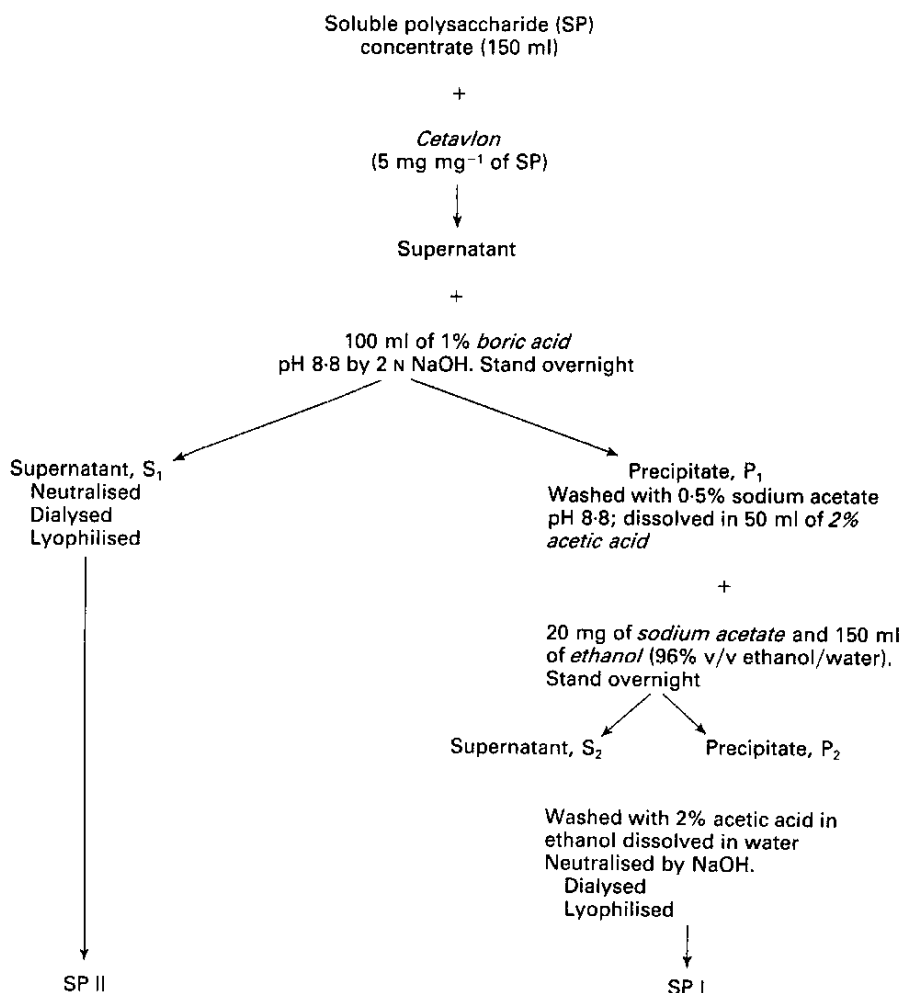 Soluble polysaccharide (SP)
concentrate (150 ml)
+
Cetavlon
(5 mg mg⁻¹ of SP)
Supernatant
+
100 ml of 1% boric acid
pH 8·8 by 2 N NaOH. Stand overnight
Supernatant, S₁
Neutralised
Dialysed
Lyophilised
Precipitate, P₁
Washed with 0·5% sodium acetate
pH 8·8; dissolved in 50 ml of 2%
acetic acid
+
20 mg of sodium acetate and 150 ml
of ethanol (96% v/v ethanol/water).
Stand overnight
Supernatant, S₂
Precipitate, P₂
Washed with 2% acetic acid in
ethanol dissolved in water
Neutralised by NaOH.
Dialysed
Lyophilised
SP II
SP I